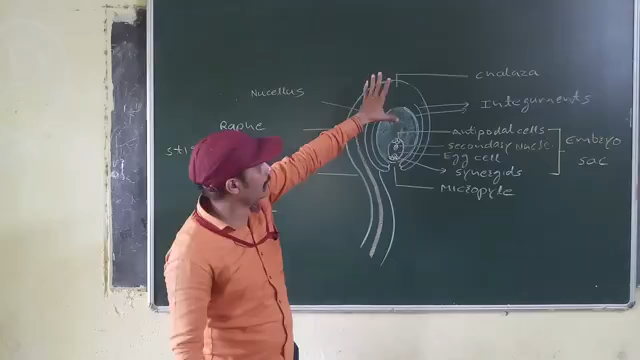 chalaza
Nucellus
Integuments
Raphe
antipodal cells
secondary nucle
Embryo
sac
Egg cell
synergids
Micropyle